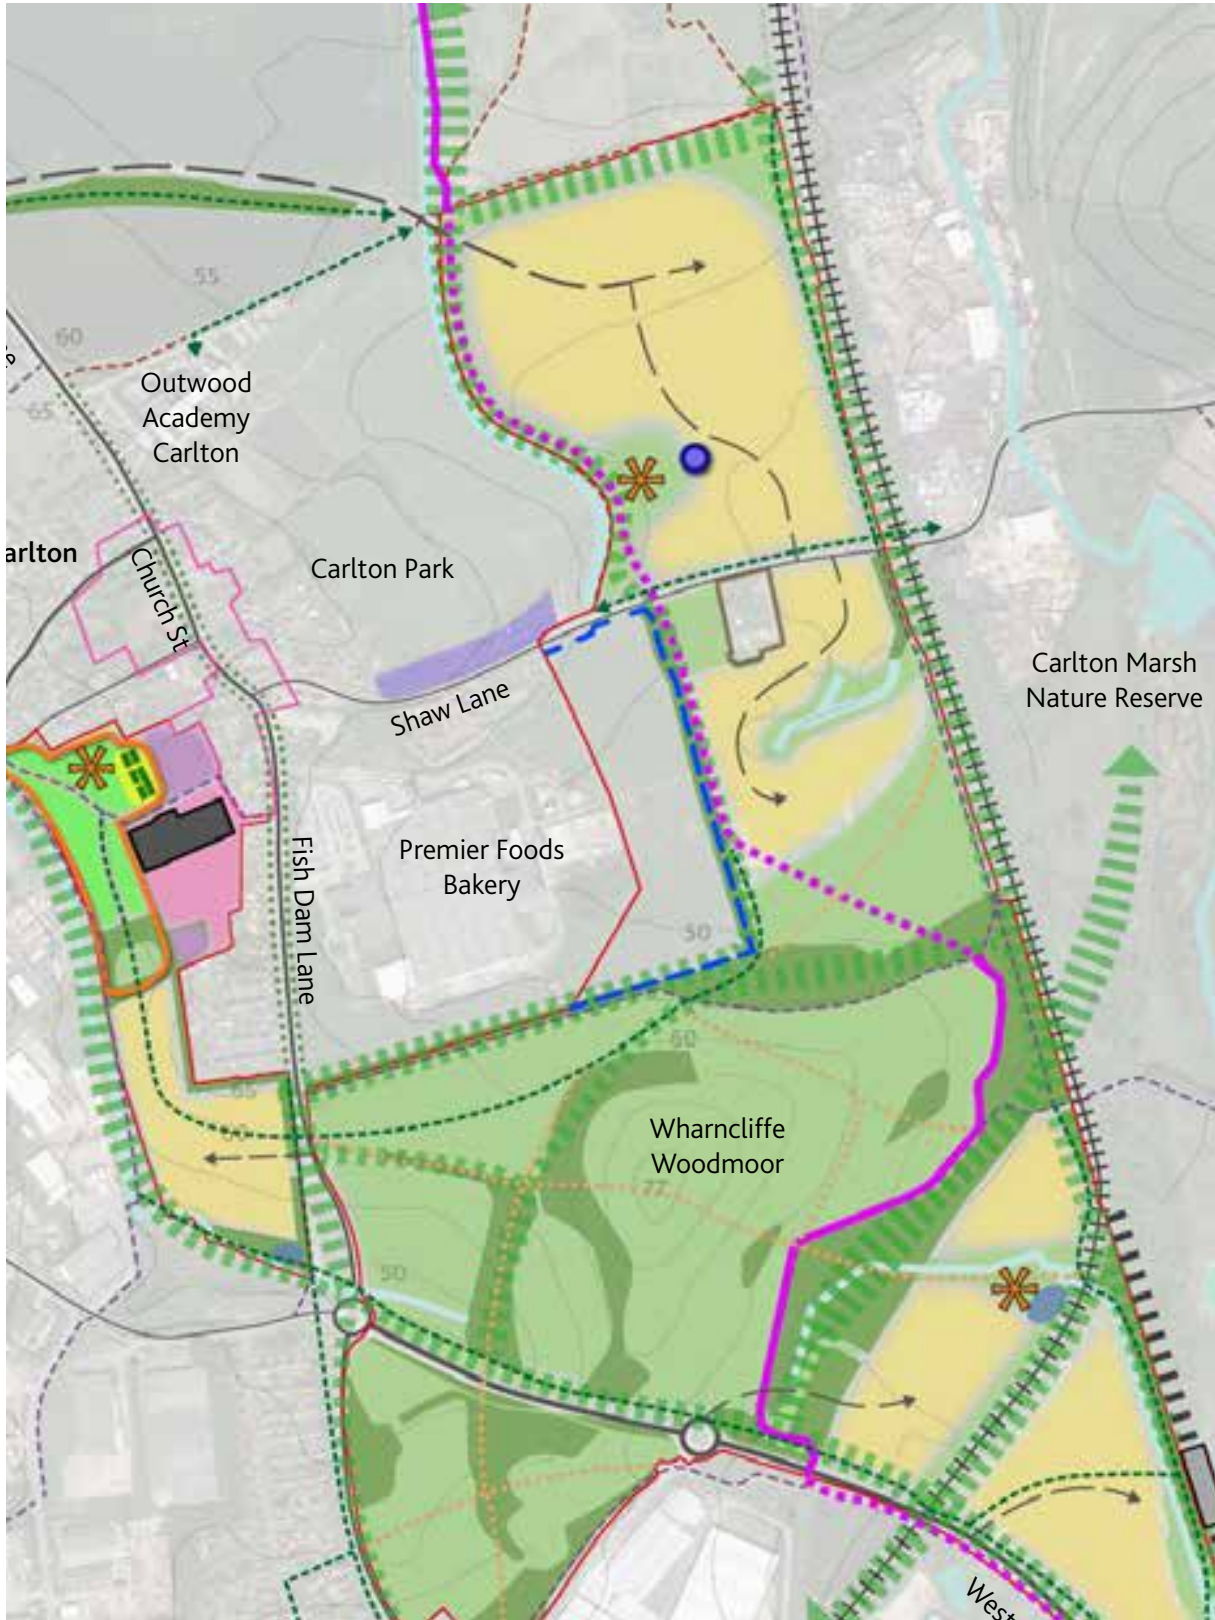 55
60
65
Outwood
Academy
Carlton
arlton
Church St
Carlton Park
Shaw Lane
Carlton Marsh
Nature Reserve
Premier Foods
Bakery
Fish Dam Lane
50
60
Wharncliffe
Woodmoor
77
50
West